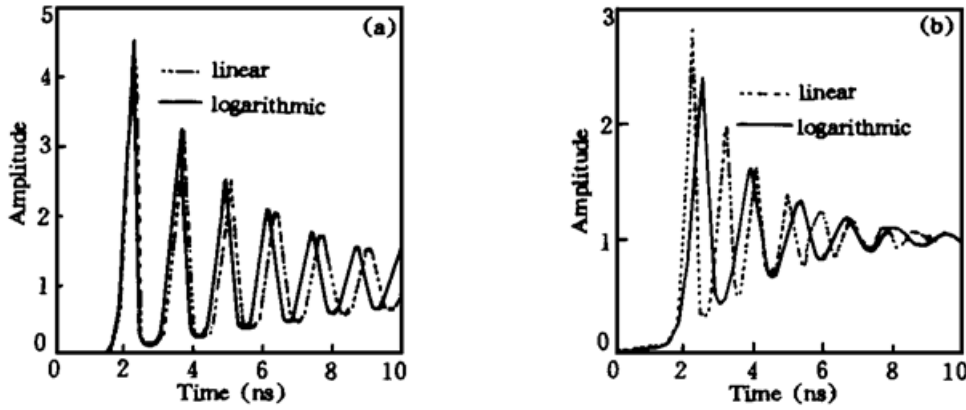 5
(a)
4
linear
logarithmic
3
Amplitude
2
1
0
0 2 4 6 8 10
Time (ns)
3
(b)
linear
2
logarithmic
Amplitude
1
0
0 2 4 6 8 10
Time (ns)